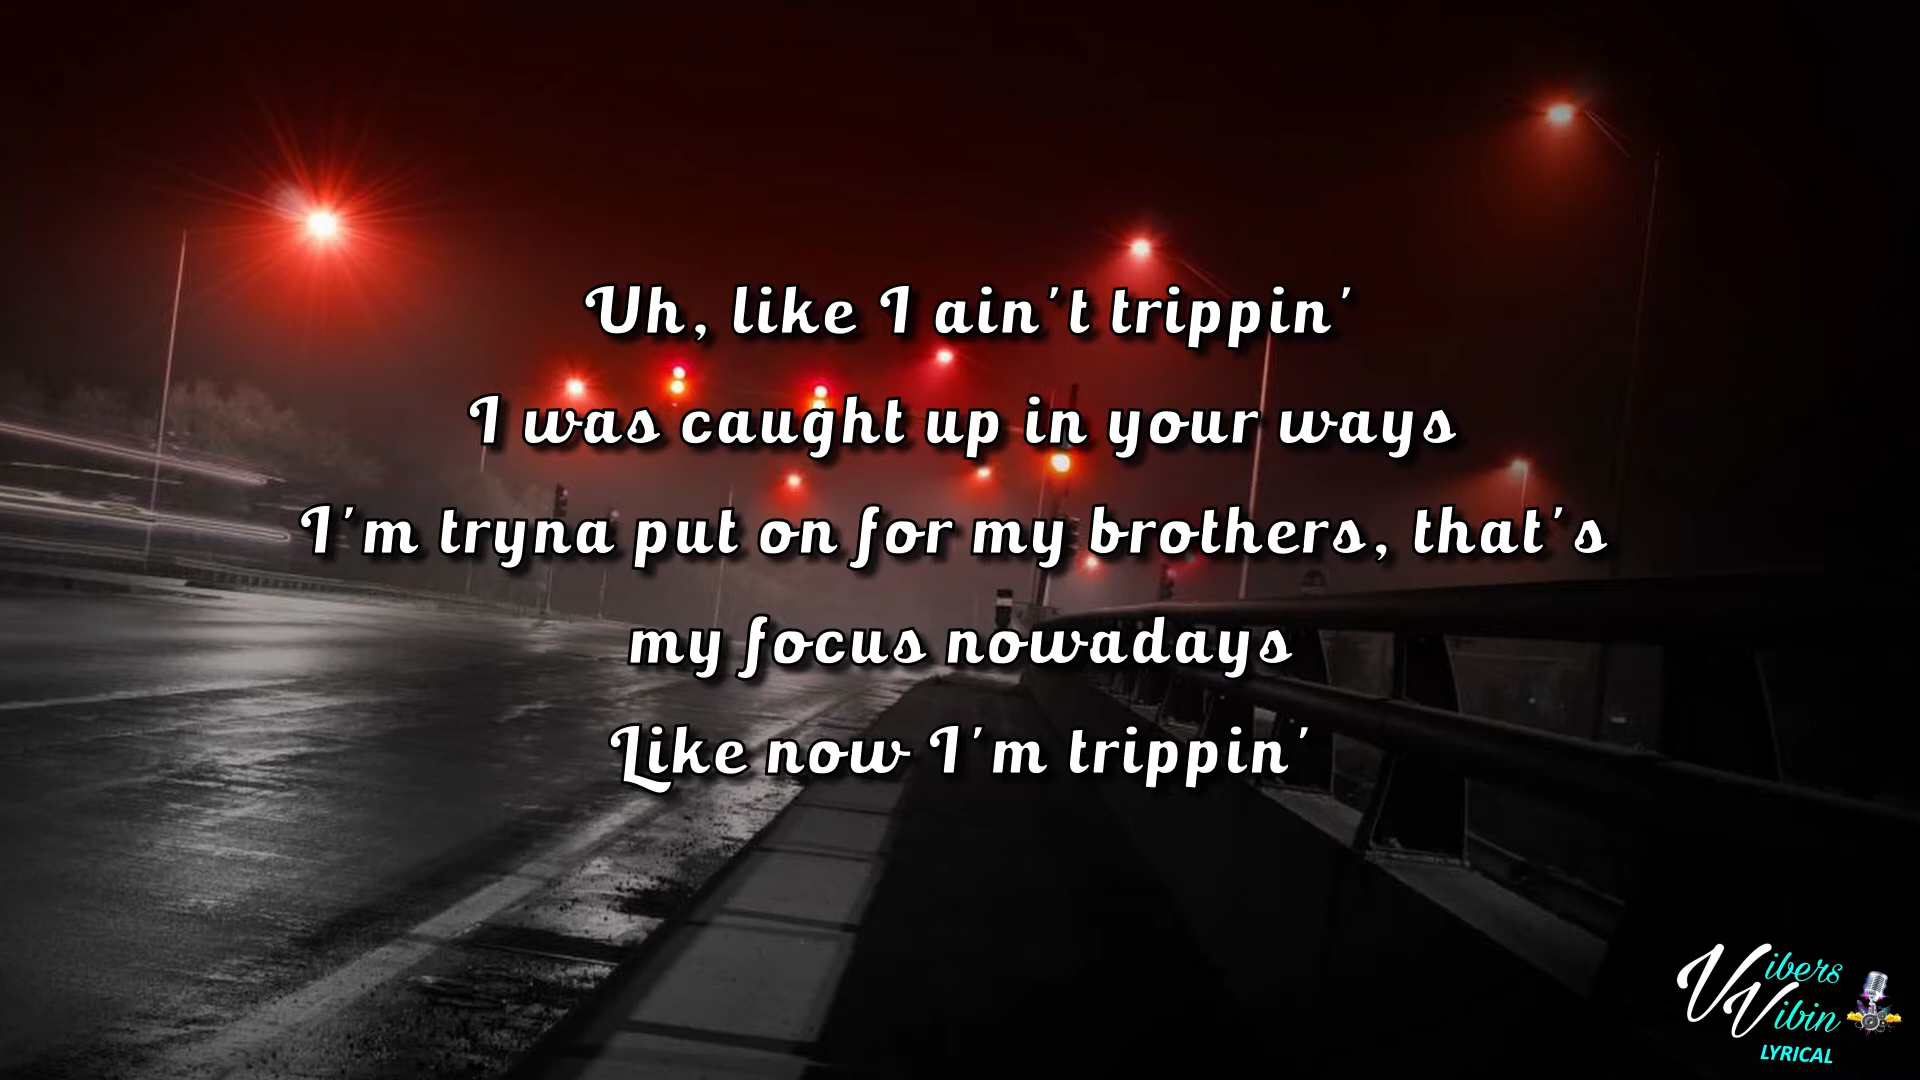 Uh, like I ain't trippin'
I was caught up in your ways
I'm tryna put on for my brothers, that's
my focus nowadays
Like now I'm trippin'
Vibers
Vibin
LYRICAL